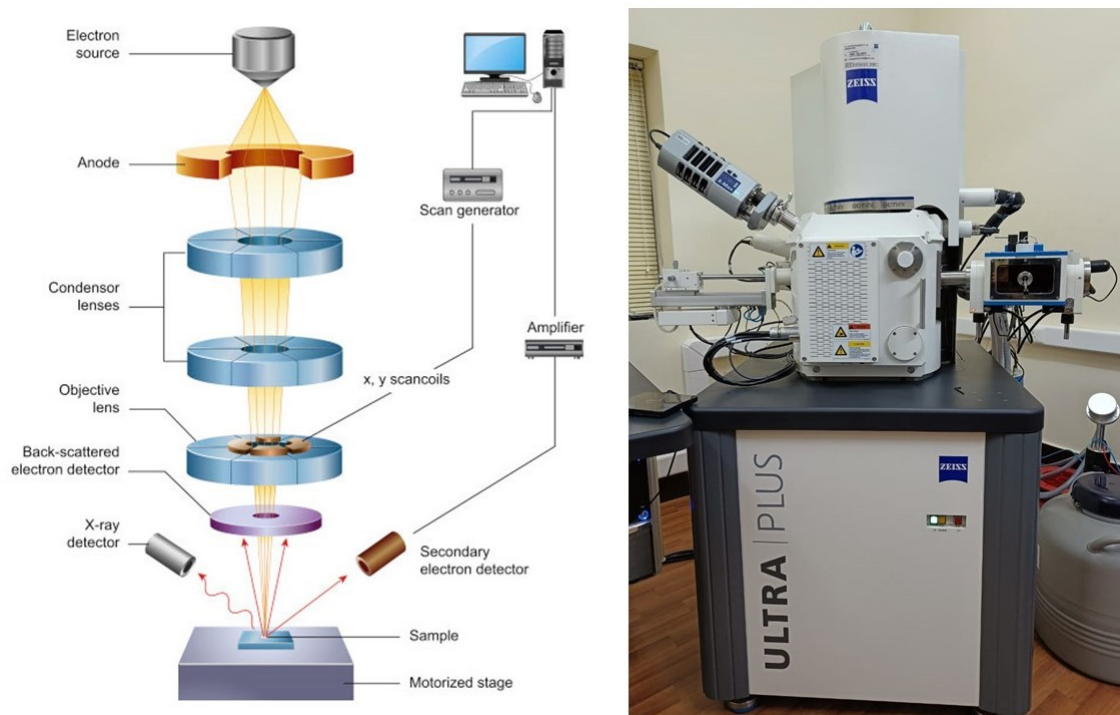 Electron
source
Anode
Condensor
lenses
Objective
lens
Back-scattered
electron detector
X-ray
detector
Scan generator
Amplifier
x, y scancoils
Secondary
electron detector
Sample
Motorized stage
ZEISS
ZEISS
ULTRA PLUS